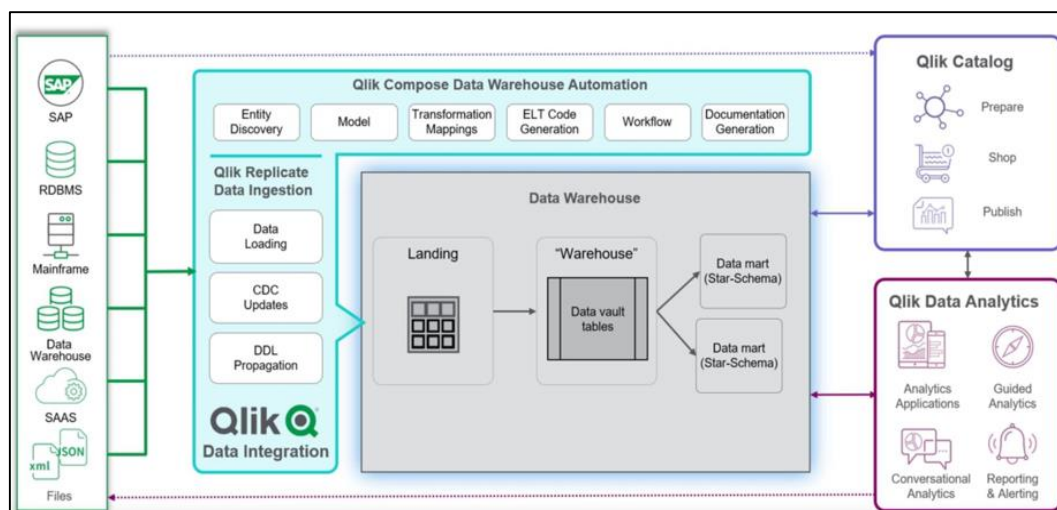 SAP
SAP
RDBMS
Mainframe
Data
Warehouse
SAAS
xml
JSON
Files
Qlik Compose Data Warehouse Automation
Entity
Discovery
Model
Transformation
Mappings
ELT Code
Generation
Workflow
Documentation
Generation
Qlik Replicate
Data Ingestion
Data
Loading
CDC
Updates
DDL
Propagation
Qlik
Data Integration
Data Warehouse
Landing
“Warehouse”
Data vault
tables
Data mart
(Star-Schema)
Data mart
(Star-Schema)
Qlik Catalog
Prepare
1
Shop
Publish
Qlik Data Analytics
Analytics
Applications
Guided
Analytics
Conversational
Analytics
Reporting
& Alerting